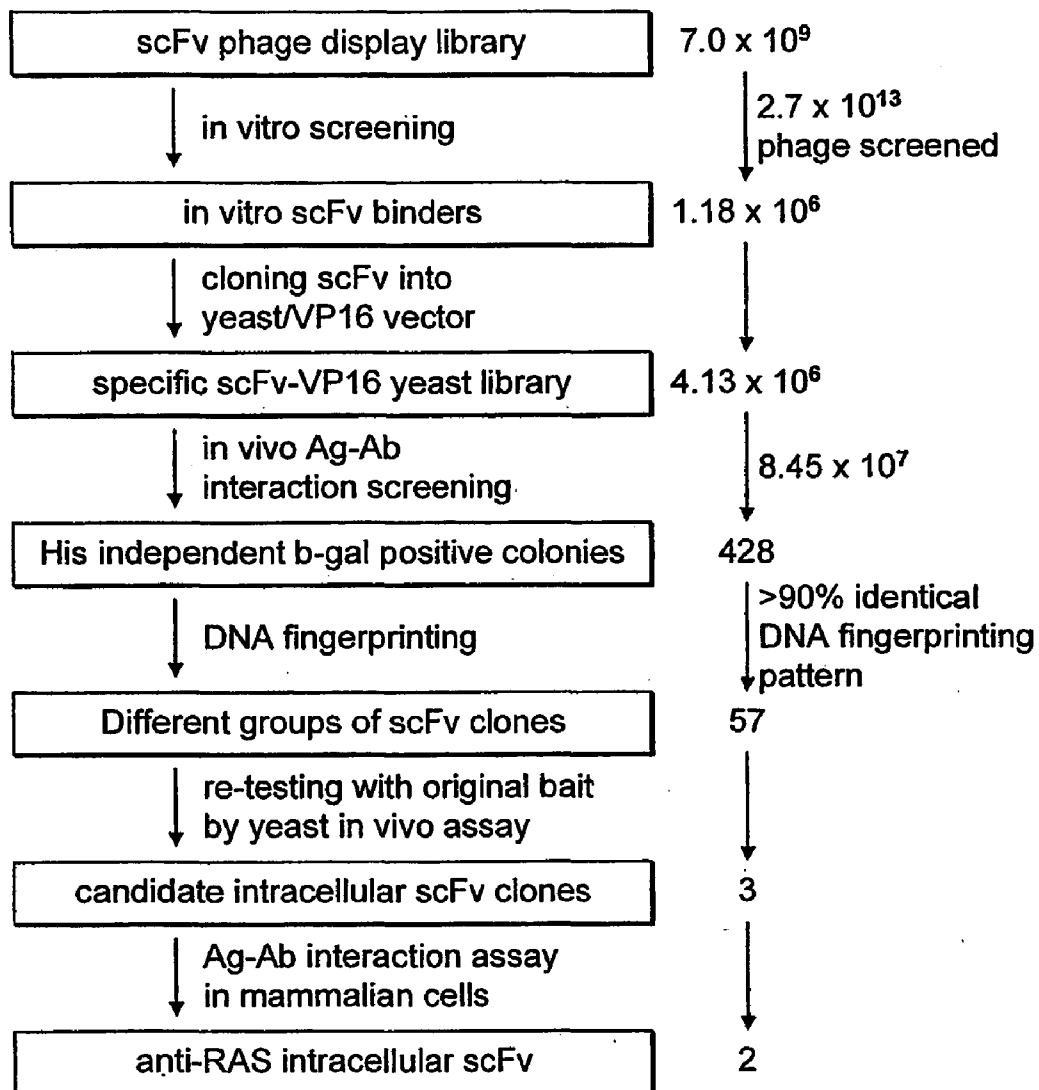 scFv phage display library
7.0 x 10⁹
in vitro screening
2.7 x 10¹³
phage screened
in vitro scFv binders
1.18 x 10⁶
cloning scFv into
yeast/VP16 vector
specific scFv-VP16 yeast library
4.13 x 10⁶
in vivo Ag-Ab
interaction screening
8.45 x 10⁷
His independent b-gal positive colonies
428
DNA fingerprinting
>90% identical
DNA fingerprinting
pattern
Different groups of scFv clones
57
re-testing with original bait
by yeast in vivo assay
candidate intracellular scFv clones
3
Ag-Ab interaction assay
in mammalian cells
anti-RAS intracellular scFv
2